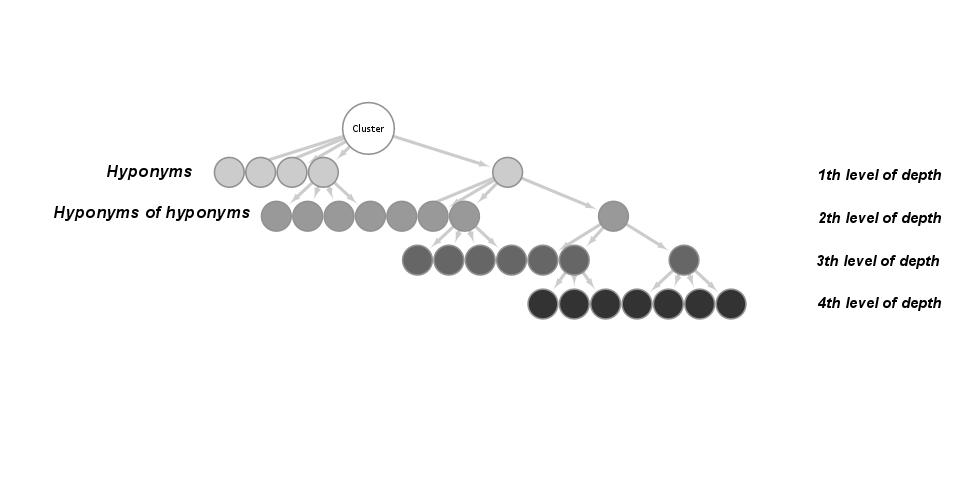 Cluster
Hyponyms
1th level of depth
Hyponyms of hyponyms
2th level of depth
3th level of depth
4th level of depth